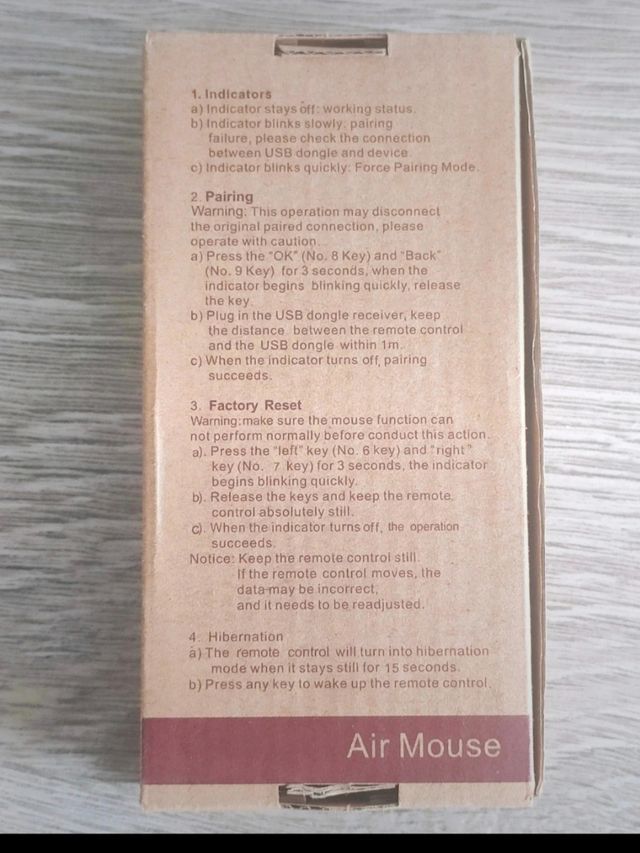 1. Indicators
a) Indicator stays off: working status.
b) Indicator blinks slowly: pairing
failure, please check the connection
between USB dongle and device.
c) Indicator blinks quickly: Force Pairing Mode.
2. Pairing
Warning: This operation may disconnect
the original paired connection, please
operate with caution.
a) Press the "OK" (No. 8 Key) and "Back"
(No. 9 Key) for 3 seconds, when the
indicator begins blinking quickly, release
the key.
b) Plug in the USB dongle receiver, keep
the distance between the remote control
and the USB dongle within 1m.
c) When the indicator turns off, pairing
succeeds.
3. Factory Reset
Warning:make sure the mouse function can
not perform normally before conduct this action.
a). Press the "left" key (No. 6 key) and "right"
key (No. 7 key) for 3 seconds, the indicator
begins blinking quickly.
b). Release the keys and keep the remote
control absolutely still.
c). When the indicator turns off, the operation
succeeds.
Notice: Keep the remote control still.
If the remote control moves, the
data may be incorrect,
and it needs to be readjusted.
4. Hibernation
a) The remote control will turn into hibernation
mode when it stays still for 15 seconds.
b) Press any key to wake up the remote control.
Air Mouse